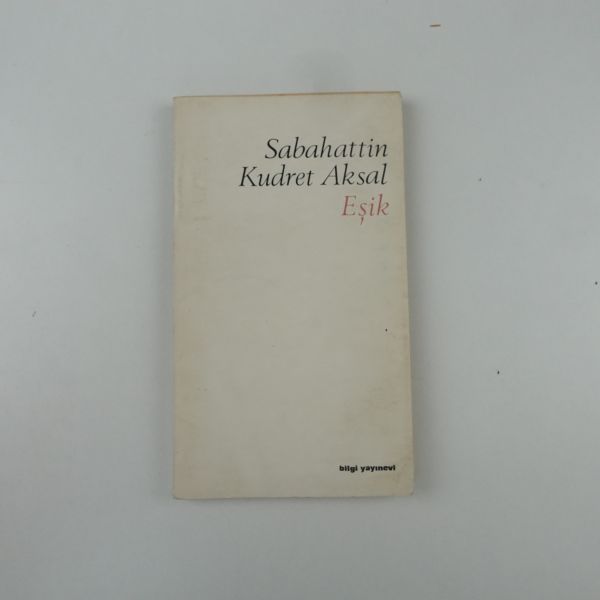 Sabahattin
Kudret Aksal
Eşik
bilgi yayınevi